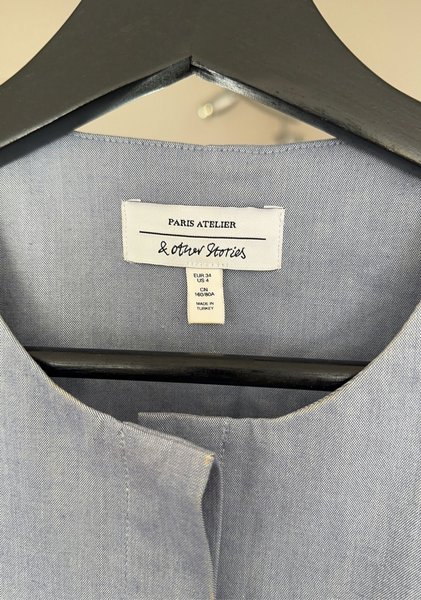 PARIS ATELIER
& other Stories
EUR 34
US 4
CN
160/80A
MADE IN
TURKEY